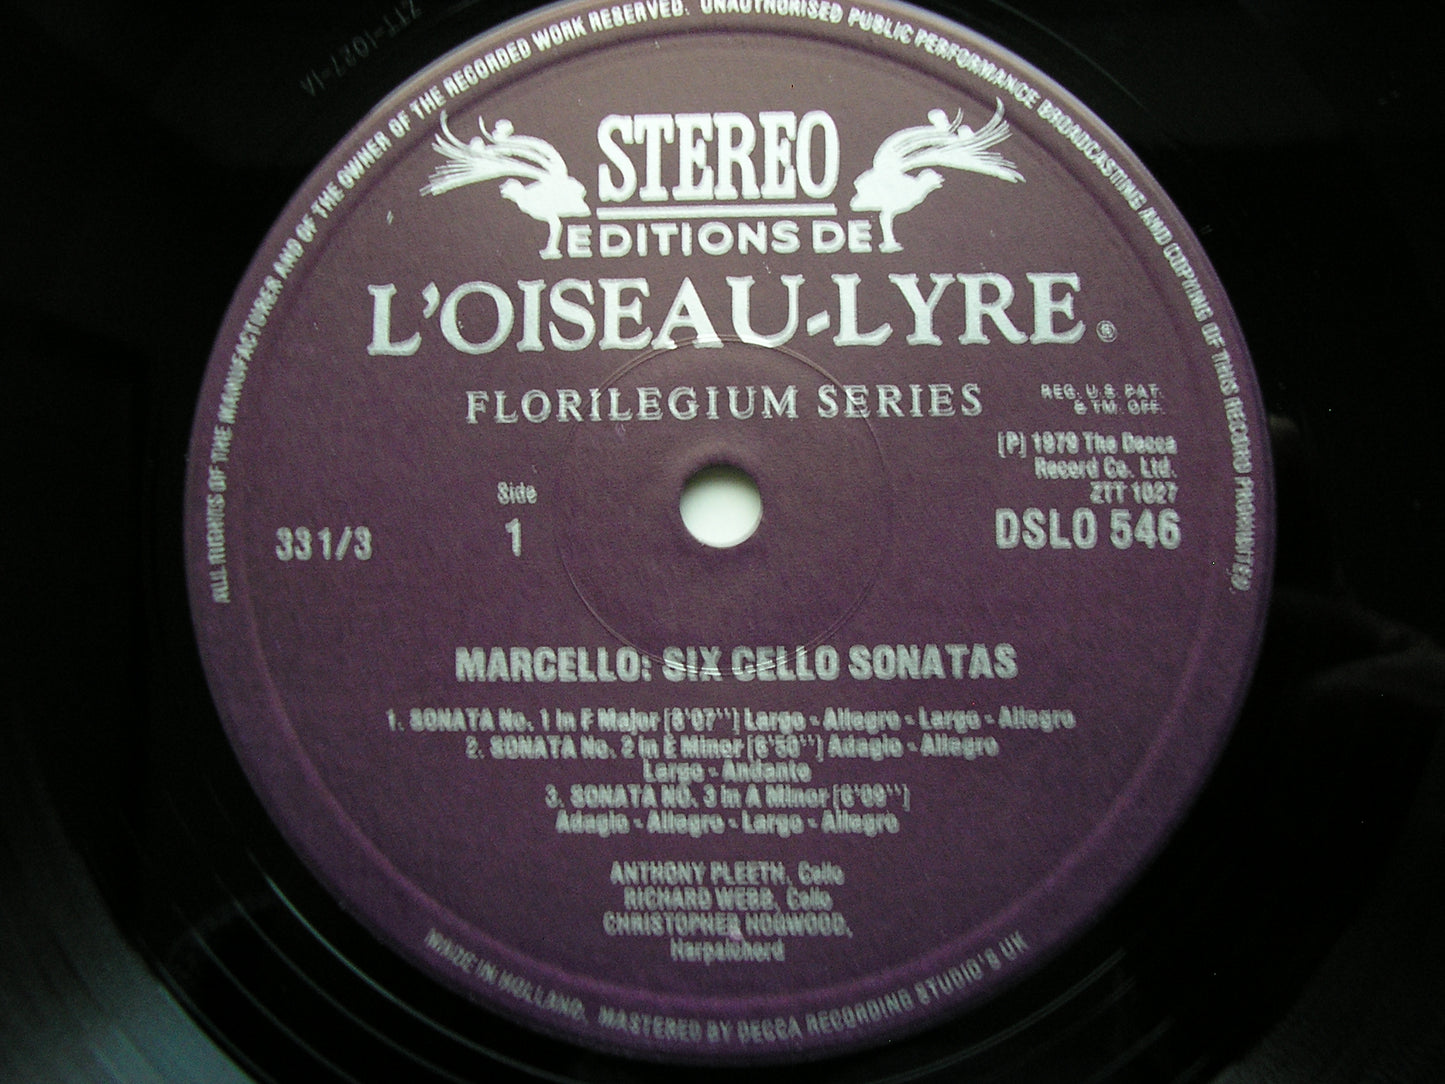 ALL RIGHTS OF THE MANUFACTURER AND OF THE OWNER OF THE RECORDED WORK RESERVED. UNAUTHORISED PUBLIC PERFORMANCE BROADCASTING AND COPYING OF THIS RECORD PROHIBITED.
STEREO
EDITIONS DE
L'OISEAU-LYRE ®
FLORILEGIUM SERIES
REG. U.S. PAT.
& TM. OFF.
(P) 1979 The Decca
Record Co. Ltd.
ZTT 1027
DSLO 546
Side
1
33 1/3
MARCELLO: SIX CELLO SONATAS
1. SONATA No. 1 in F Major (8'07'') Largo - Allegro - Largo - Allegro
2. SONATA No. 2 in E Minor (6'50'') Adagio - Allegro
Largo - Andante
3. SONATA NO. 3 in A Minor (6'09'')
Adagio - Allegro - Largo - Allegro
ANTHONY PLEETH, Cello
RICHARD WEBB, Cello
CHRISTOPHER HOGWOOD,
Harpsichord
MADE IN HOLLAND. MASTERED BY DECCA RECORDING STUDIO'S UK
ZTT-1027-1A